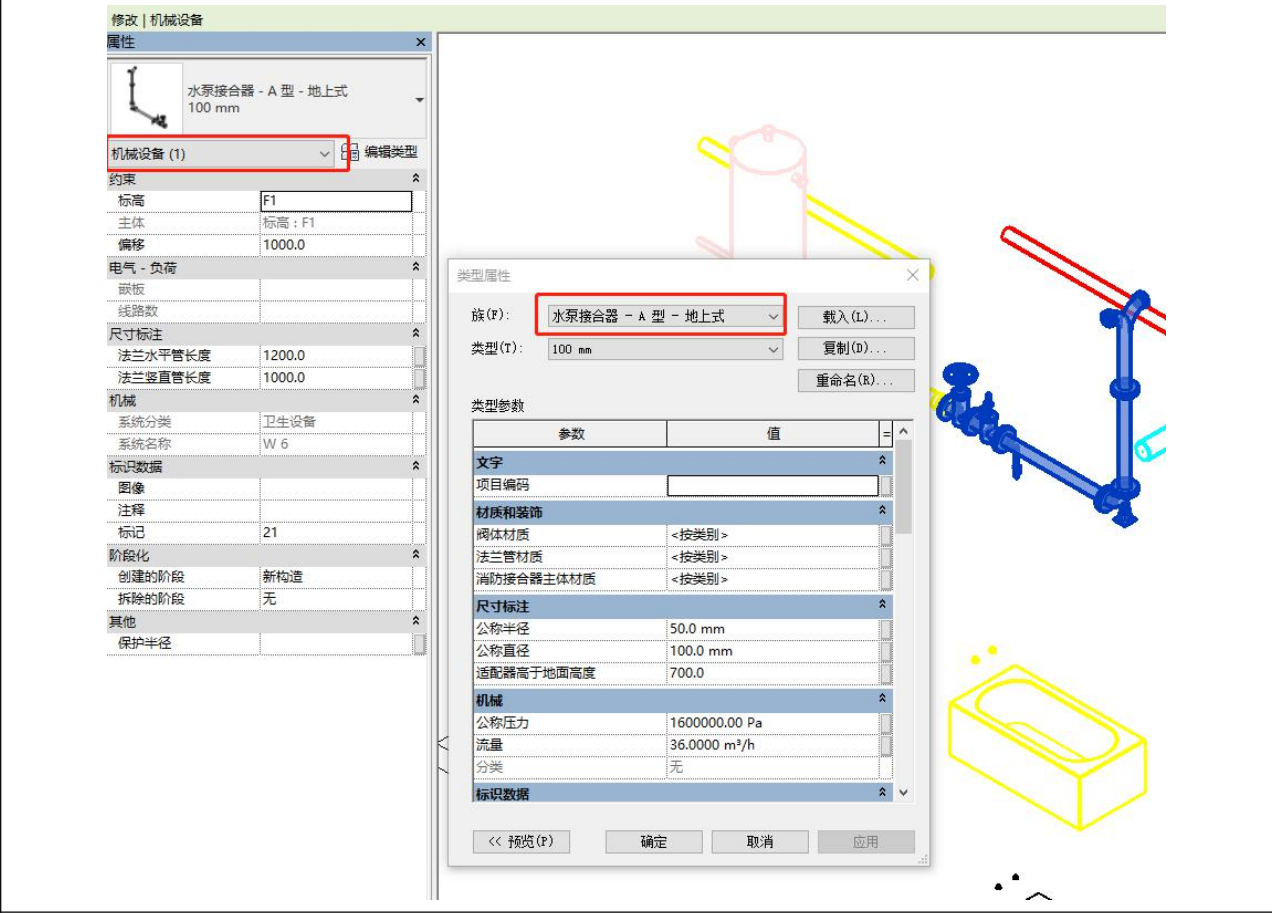 修改 | 机械设备
属性 ×
水泵接合器 - A 型 - 地上式
100 mm
机械设备 (1) 编辑类型
约束
标高 F1
主体 标高 : F1
偏移 1000.0
电气 - 负荷
嵌板
线路数
尺寸标注
法兰水平管长度 1200.0
法兰竖直管长度 1000.0
机械
系统分类 卫生设备
系统名称 W 6
标识数据
图像
注释
标记 21
阶段化
创建的阶段 新构造
拆除的阶段 无
其他
保护半径
类型属性
族(F): 水泵接合器 - A 型 - 地上式 载入(L)...
类型(T): 100 mm 复制(D)...
重命名(R)...
类型参数
参数 值 =
文字
项目编码
材质和装饰
阀体材质 <按类别>
法兰管材质 <按类别>
消防接合器主体材质 <按类别>
尺寸标注
公称半径 50.0 mm
公称直径 100.0 mm
适配器高于地面高度 700.0
机械
公称压力 1600000.00 Pa
流量 36.0000 m³/h
分类 无
标识数据
<< 预览(P) 确定 取消 应用